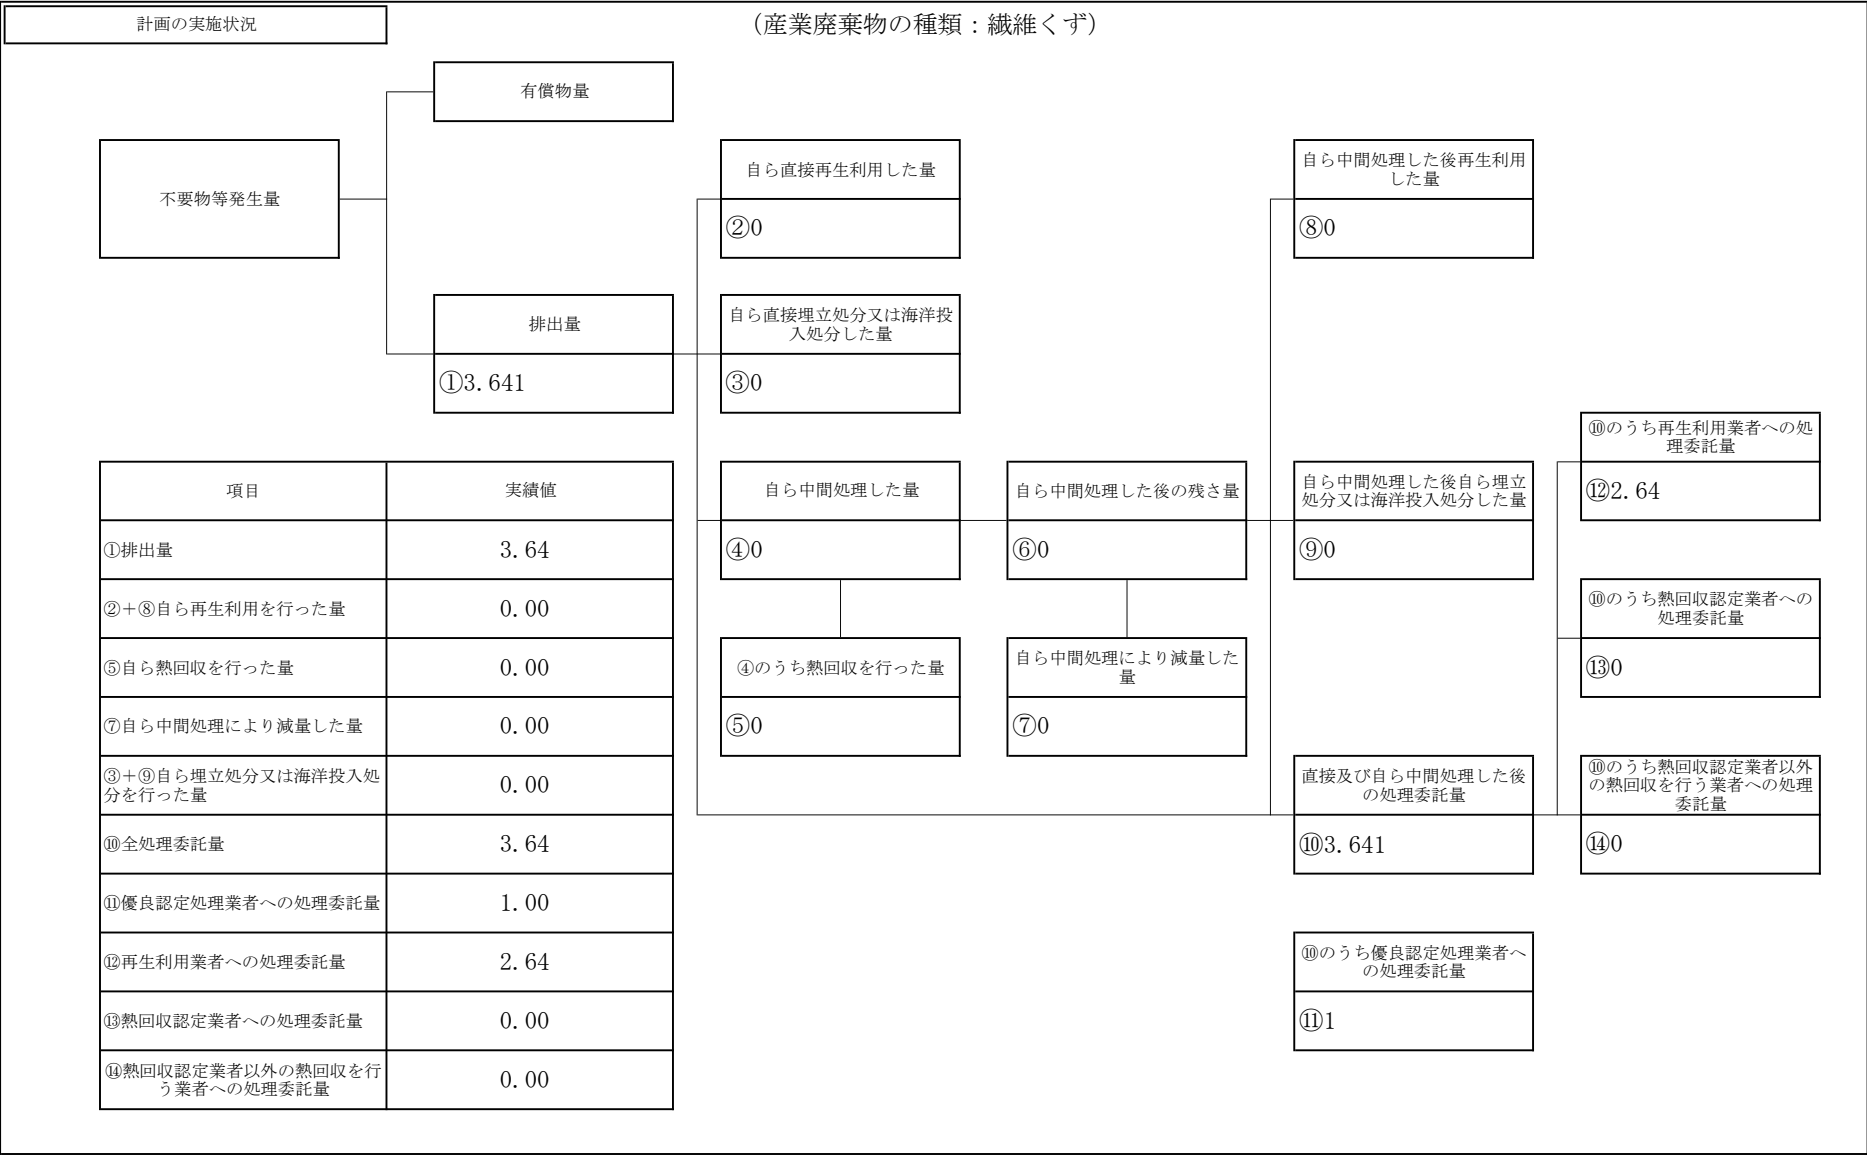 計画の実施状況
（産業廃棄物の種類：繊維くず）
有償物量
不要物等発生量
自ら直接再生利用した量
②0
自ら中間処理した後再生利用
した量
⑧0
排出量
①3.641
自ら直接埋立処分又は海洋投
入処分した量
③0
⑩のうち再生利用業者への処
理委託量
⑫2.64
自ら中間処理した量
④0
自ら中間処理した後の残さ量
⑥0
自ら中間処理した後自ら埋立
処分又は海洋投入処分した量
⑨0
⑩のうち熱回収認定業者への
処理委託量
⑬0
④のうち熱回収を行った量
⑤0
自ら中間処理により減量した
量
⑦0
直接及び自ら中間処理した後
の処理委託量
⑩3.641
⑩のうち熱回収認定業者以外
の熱回収を行う業者への処理
委託量
⑭0
⑩のうち優良認定処理業者へ
の処理委託量
⑪1
項目 実績値
①排出量 3.64
②＋⑧自ら再生利用を行った量 0.00
⑤自ら熱回収を行った量 0.00
⑦自ら中間処理により減量した量 0.00
③＋⑨自ら埋立処分又は海洋投入処
分を行った量 0.00
⑩全処理委託量 3.64
⑪優良認定処理業者への処理委託量 1.00
⑫再生利用業者への処理委託量 2.64
⑬熱回収認定業者への処理委託量 0.00
⑭熱回収認定業者以外の熱回収を行
う業者への処理委託量 0.00